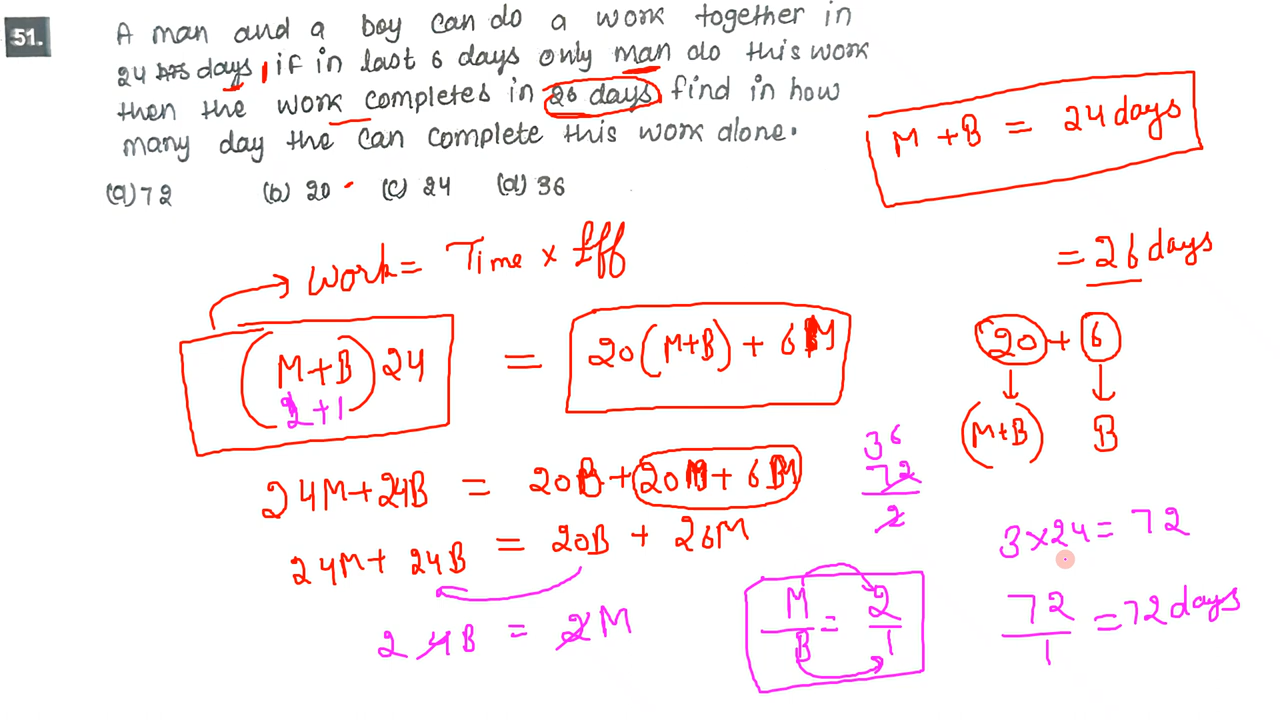 51.
A man and a boy can do a work together in
24 hrs days, if in last 6 days only man do this work
then the work completes in 26 days find in how
many day the can complete this work alone.
(a) 72 (b) 20 (c) 24 (d) 36
M + B = 24 days
Work = Time × Eff
= 26 days
(M+B) 24 = 20(M+B) + 6M
2+1
20 + 6
(M+B) B
24M + 24B = 20B + 20M + 6M
36
72
2
24M + 24B = 20B + 26M
3×24 = 72
2 4B = 2M
M/B = 2/1
72/1 = 72 days